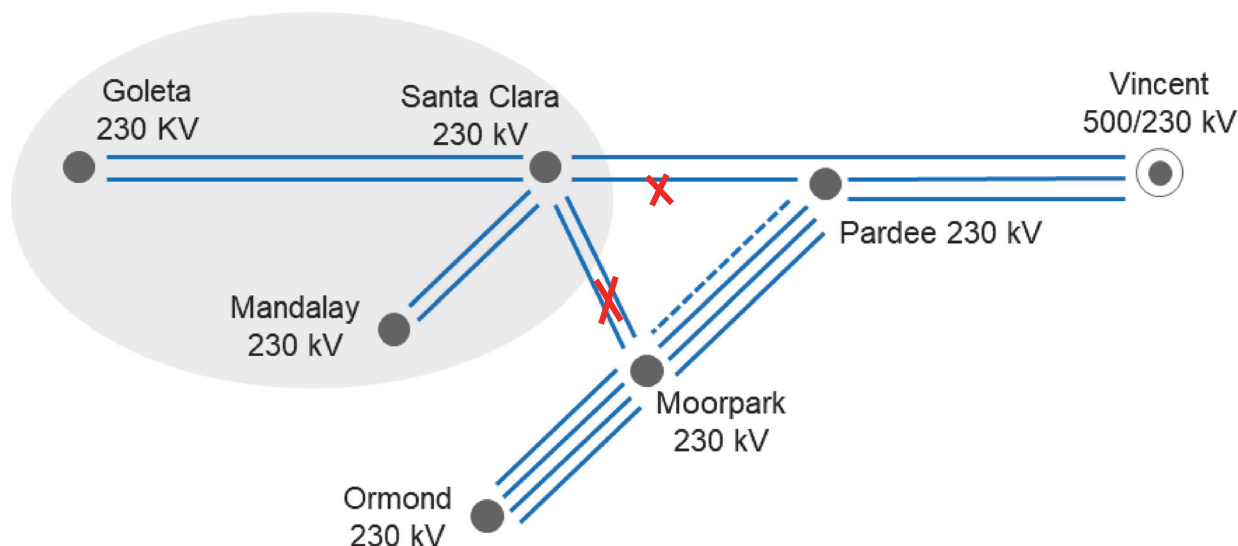 Goleta
230 KV
Santa Clara
230 kV
Vincent
500/230 kV
Pardee 230 kV
Mandalay
230 kV
Moorpark
230 kV
Ormond
230 kV